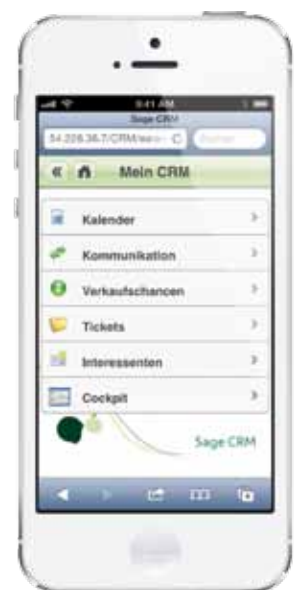 9:41 AM
Sage CRM
Mein CRM
Kalender
Kommunikation
Verkaufschancen
Tickets
Interessenten
Cockpit
Sage CRM